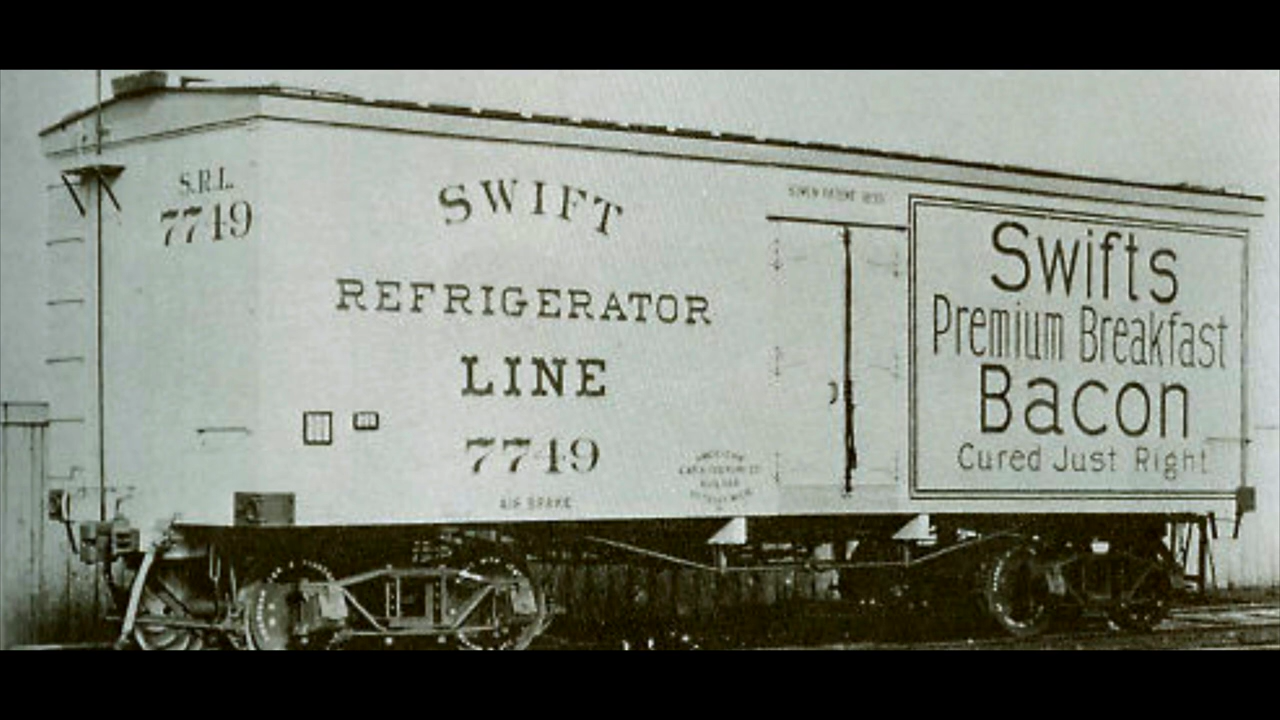 S.R.L.
7749
SWIFT
REFRIGERATOR
LINE
7749
AIR BRAKE
Swifts
Premium Breakfast
Bacon
Cured Just Right